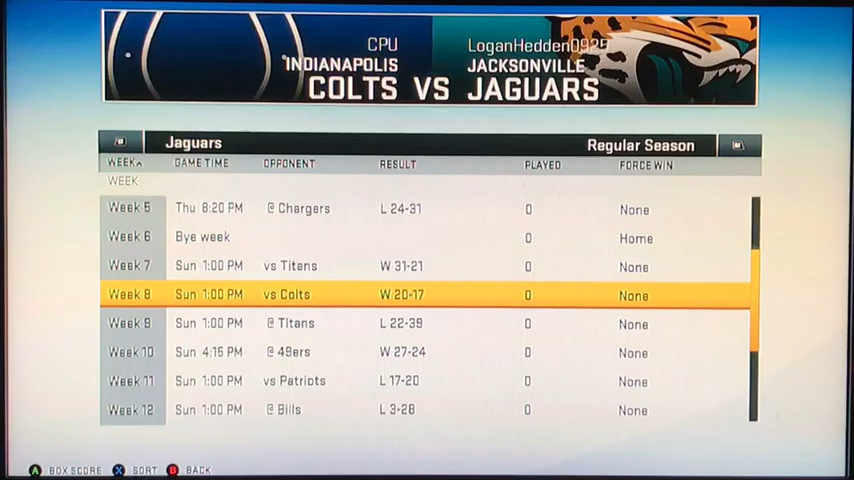 CPU LoganHedden0925
INDIANAPOLIS JACKSONVILLE
COLTS VS JAGUARS
Jaguars Regular Season
WEEK GAME TIME OPPONENT RESULT PLAYED FORCE WIN
WEEK
Week 5 Thu 8:20 PM @ Chargers L 24-31 0 None
Week 6 Bye week 0 Home
Week 7 Sun 1:00 PM vs Titans W 31-21 0 None
Week 8 Sun 1:00 PM vs Colts W 20-17 0 None
Week 9 Sun 1:00 PM @ Titans L 22-39 0 None
Week 10 Sun 4:15 PM @ 49ers W 27-24 0 None
Week 11 Sun 1:00 PM vs Patriots L 17-20 0 None
Week 12 Sun 1:00 PM @ Bills L 3-28 0 None
A BOX SCORE X SORT B BACK